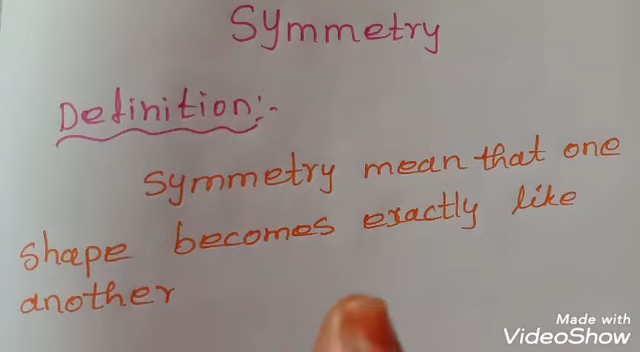 Symmetry
Definition:-
Symmetry mean that one
shape becomes exactly like
another
Made with
VideoShow